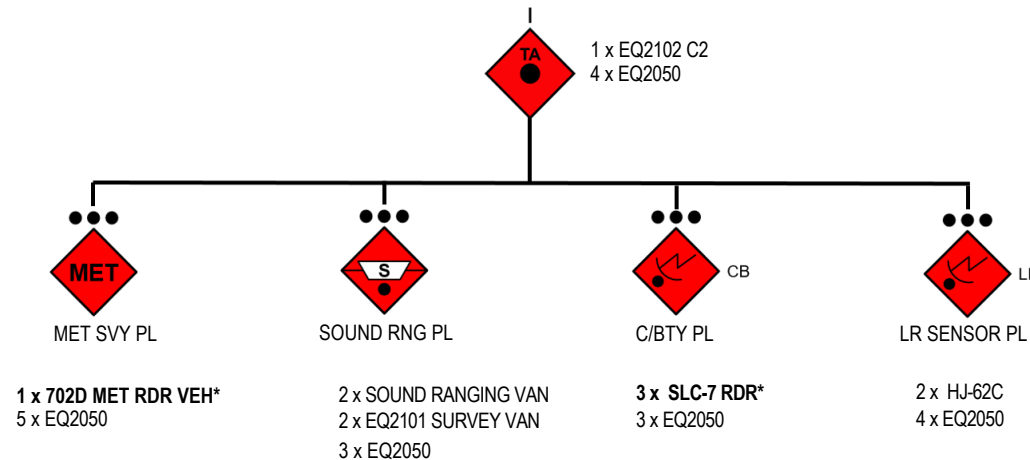 TA
1 x EQ2102 C2
4 x EQ2050
MET
S
CB
MET SVY PL
SOUND RNG PL
C/BTY PL
LR SENSOR PL
1 x 702D MET RDR VEH*
5 x EQ2050
2 x SOUND RANGING VAN
2 x EQ2101 SURVEY VAN
3 x EQ2050
3 x SLC-7 RDR*
3 x EQ2050
2 x HJ-62C
4 x EQ2050